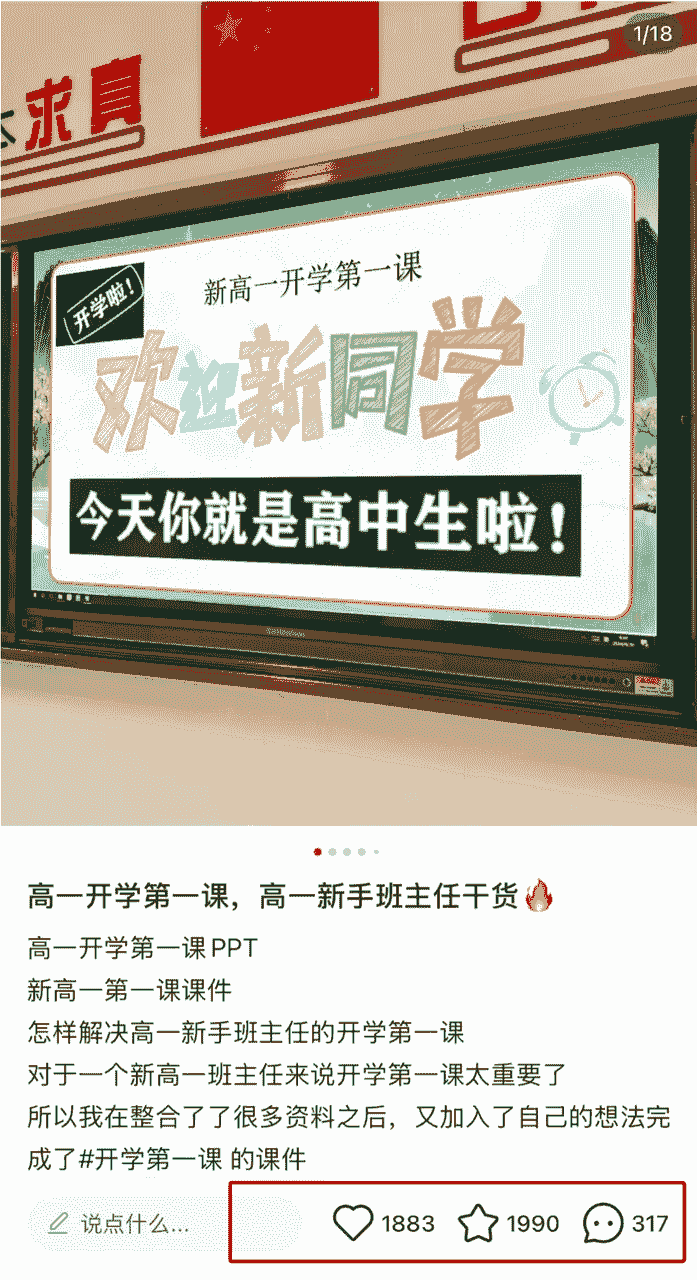 1/18
求真
开学啦！
新高一开学第一课
欢迎新同学
今天你就是高中生啦！
高一开学第一课，高一新手班主任干货🔥
高一开学第一课PPT
新高一第一课课件
怎样解决高一新手班主任的开学第一课
对于一个新高一班主任来说开学第一课太重要了
所以我在整合了了很多资料之后，又加入了自己的想法完
成了#开学第一课 的课件
说点什么...
1883
1990
317